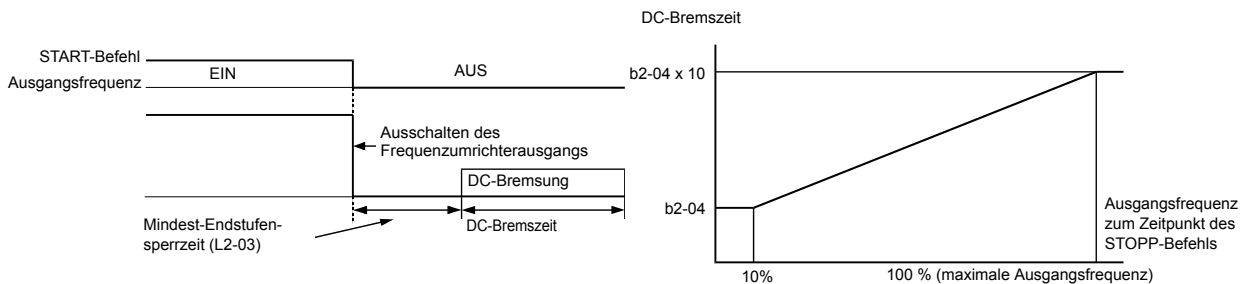 START-Befehl
Ausgangsfrequenz
EIN
AUS
Ausschalten des
Frequenzumrichterausgangs
DC-Bremsung
DC-Bremszeit
Mindest-Endstufen-
sperrzeit (L2-03)
DC-Bremszeit
b2-04 x 10
b2-04
Ausgangsfrequenz
zum Zeitpunkt des
STOPP-Befehls
10%
100 % (maximale Ausgangsfrequenz)